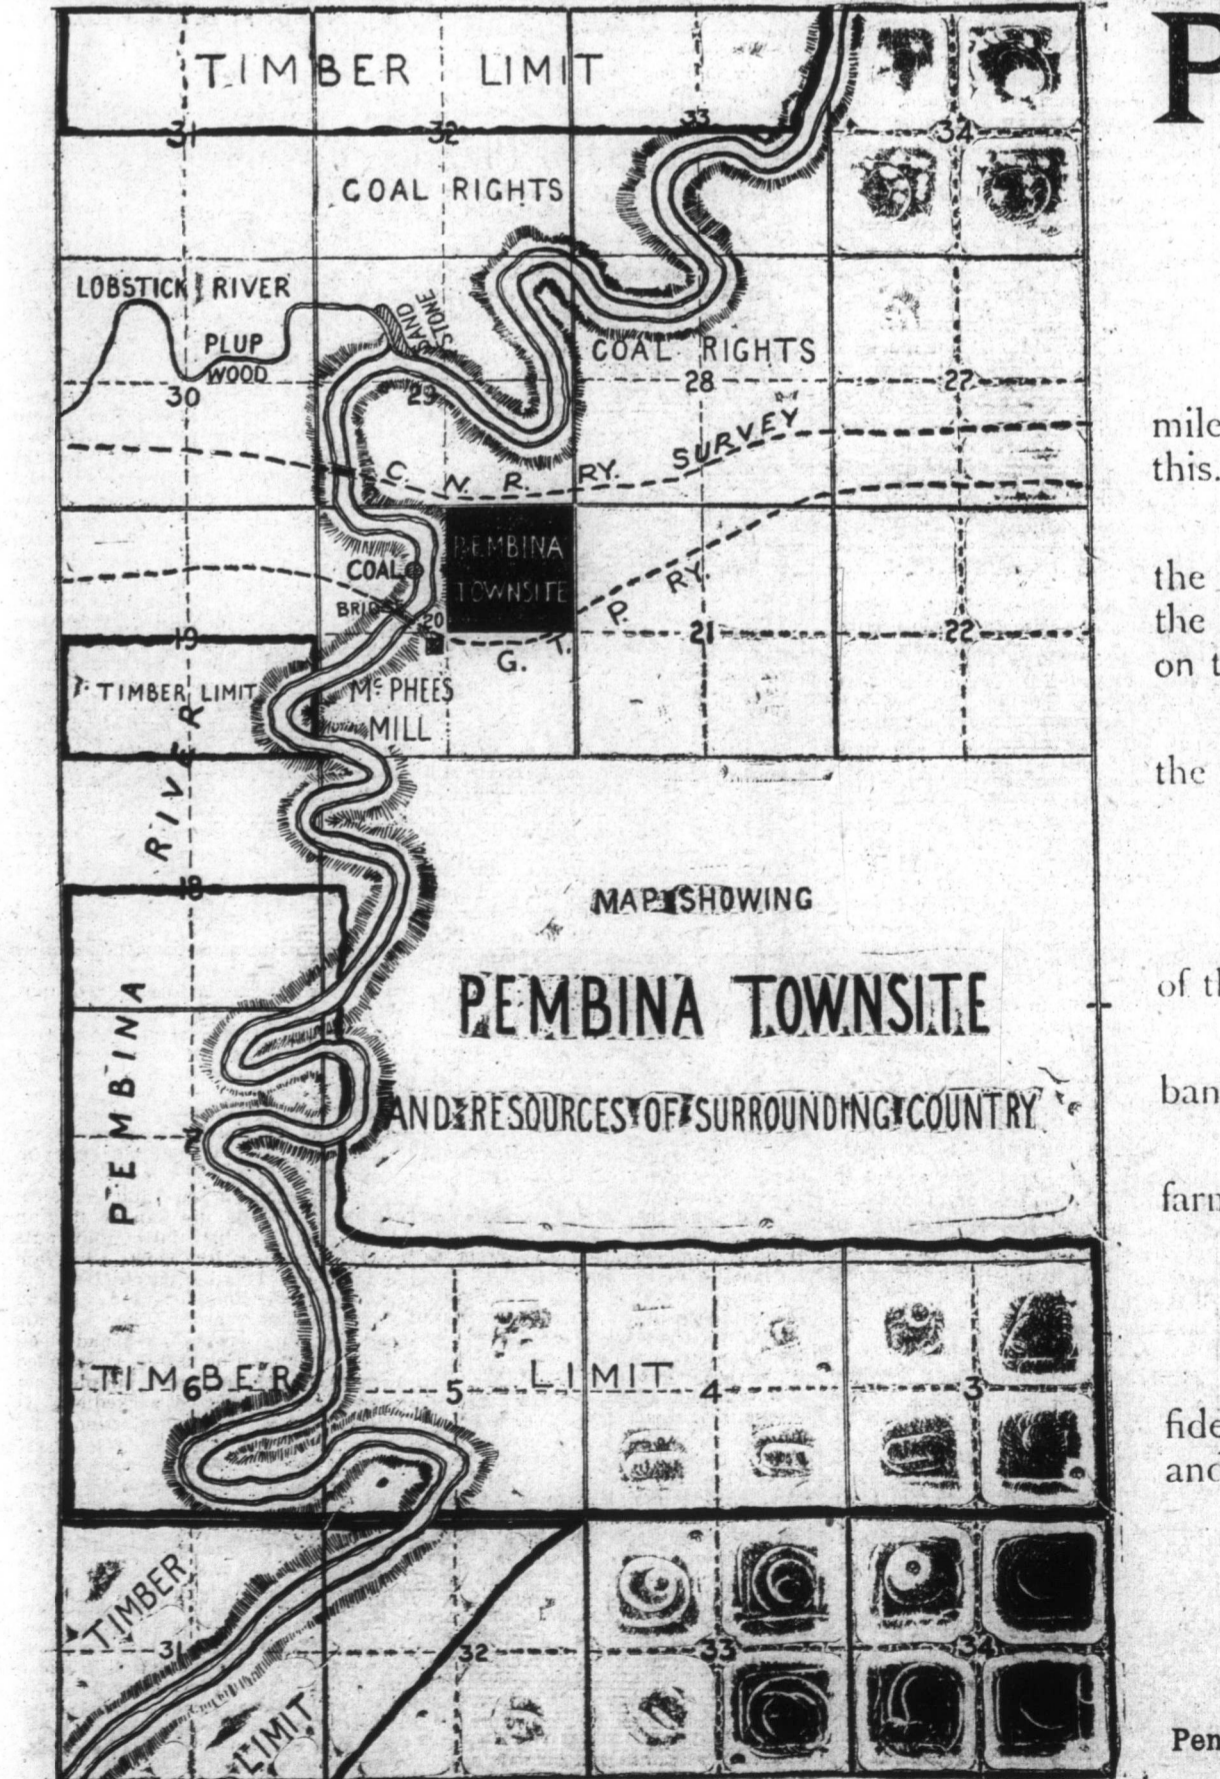 P
TIMBER LIMIT
31 32 33 34
COAL RIGHTS
LOBSTICK RIVER
SAND
STONE
PLUP
WOOD
COAL RIGHTS
30 29 28 27
C. N. R. RY. SURVEY
PEMBINA
TOWNSITE
COAL
BRIDGE
20
G. T. P. RY.
19 21 22
TIMBER LIMIT
McPHEES
MILL
PEMBINA RIVER
18
MAP SHOWING
PEMBINA TOWNSITE
AND RESOURCES OF SURROUNDING COUNTRY
TIMBER LIMIT
6 5 4 3
TIMBER
LIMIT
31 32 33 34
mile
this.
the
the
on t
the
of th
ban
farm
fide
and
Pen